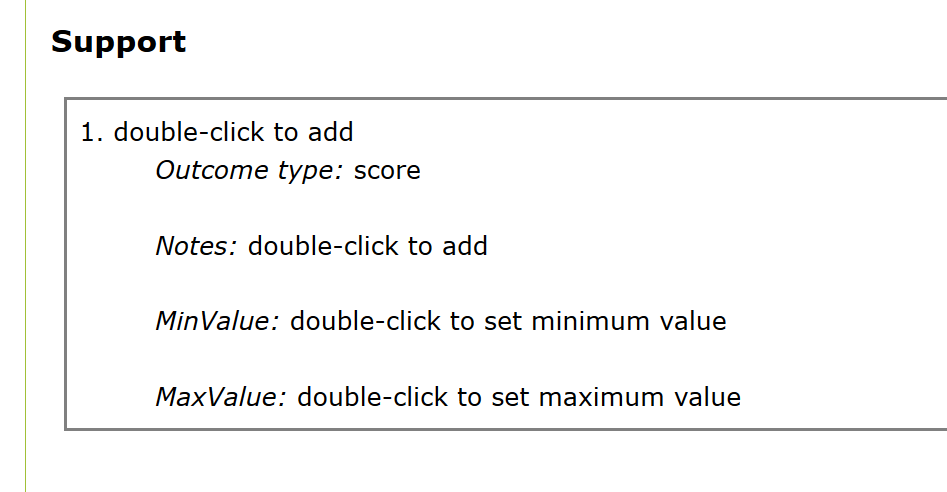 Support
1. double-click to add
Outcome type: score
Notes: double-click to add
MinValue: double-click to set minimum value
MaxValue: double-click to set maximum value